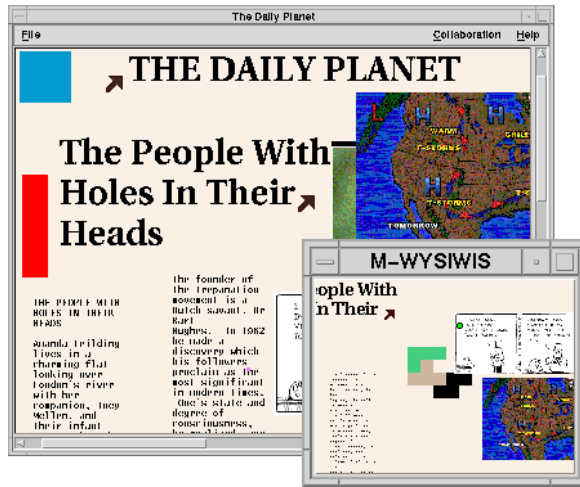 The Daily Planet
File Collaboration Help
THE DAILY PLANET
The People With
Holes In Their
Heads
L H H
WARM
T-STORMS
H
T-STORMS
TOMORROW
THE PEOPLE WITH
HOLES IN THEIR
HEADS
Amanda Feilding
lives in a
charming flat
looking over
London's river
with her
companion, Joey
Mellen, and
their infant
The founder of
the trepanation
movement is a
Dutch savant, Dr
Bart
Hughes. In 1962
he made a
discovery which
his followers
proclaim as the
most significant
in modern times.
One's state and
degree of
consciousness,
M-WYSIWIS
eople With
n Their